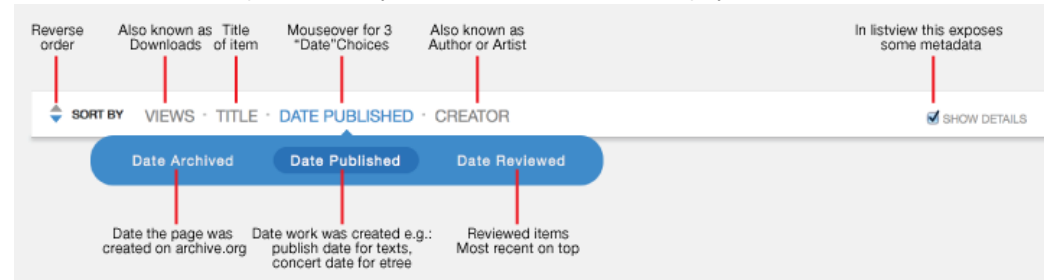 Reverse
order
Also known as
Downloads
Title
of item
Mouseover for 3
"Date"Choices
Also known as
Author or Artist
In listview this exposes
some metadata
SORT BY VIEWS · TITLE · DATE PUBLISHED · CREATOR
SHOW DETAILS
Date Archived Date Published Date Reviewed
Date the page was
created on archive.org
Date work was created e.g.:
publish date for texts,
concert date for etree
Reviewed items
Most recent on top